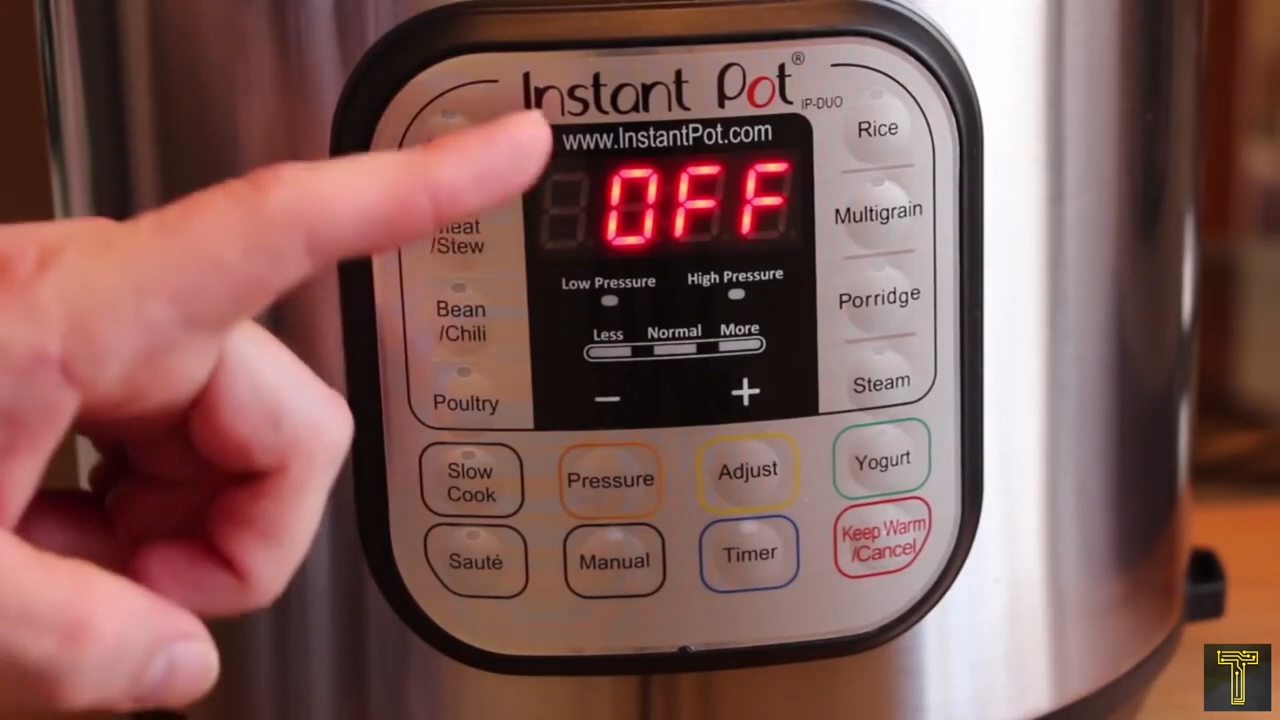 Instant Pot®
IP-DUO
www.InstantPot.com
OFF
Low Pressure
High Pressure
Less
Normal
More
−
+
/Stew
Bean
/Chili
Poultry
Rice
Multigrain
Porridge
Steam
Slow
Cook
Pressure
Adjust
Yogurt
Sauté
Manual
Timer
Keep Warm
/Cancel
T